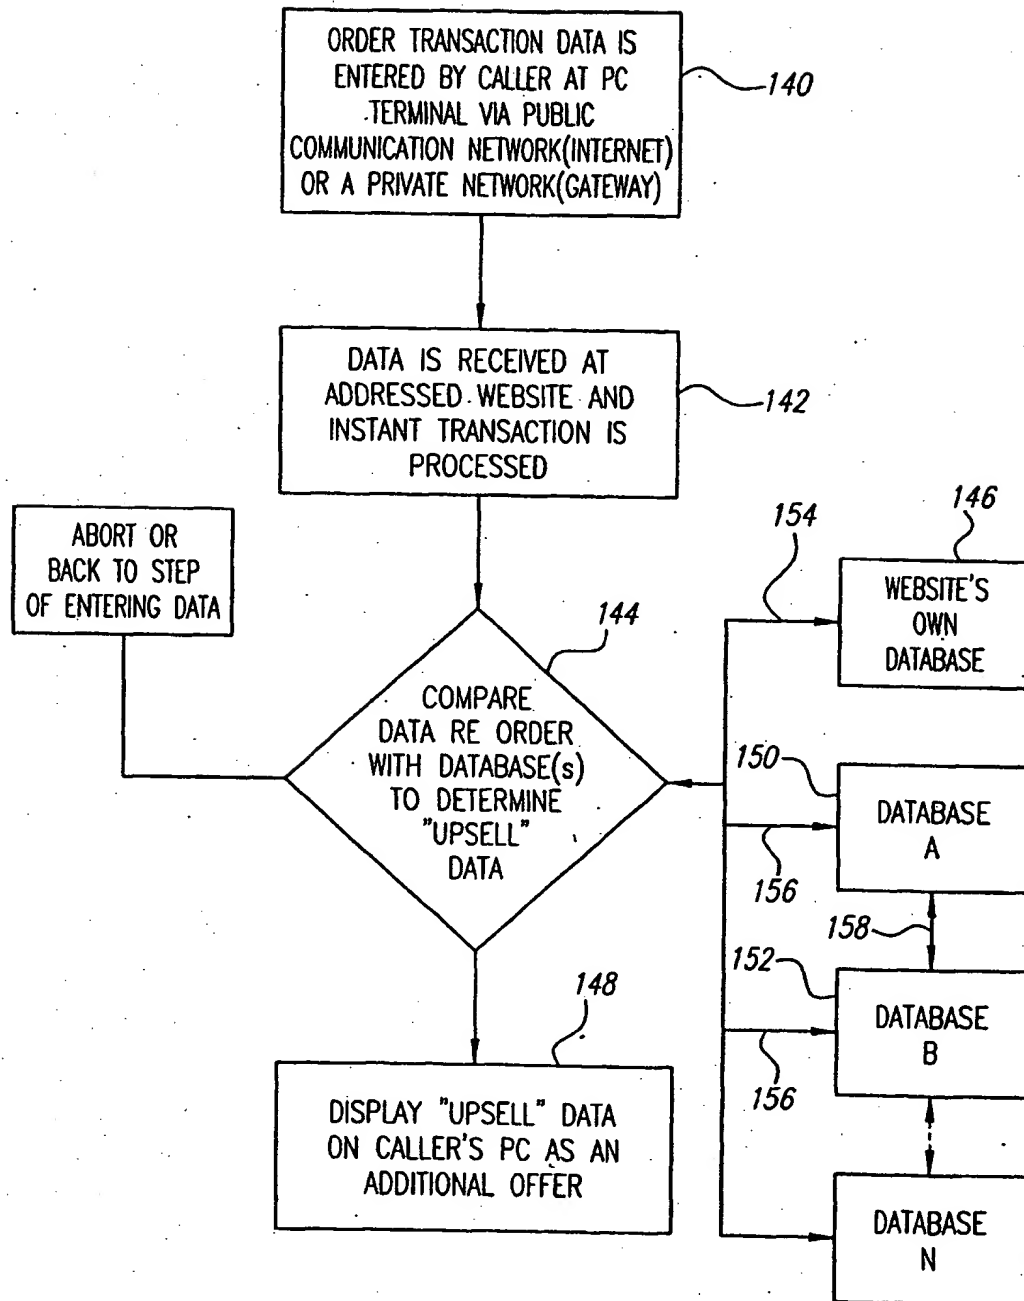 ORDER TRANSACTION DATA IS
ENTERED BY CALLER AT PC
TERMINAL VIA PUBLIC
COMMUNICATION NETWORK(INTERNET)
OR A PRIVATE NETWORK(GATEWAY)
140
DATA IS RECEIVED AT
ADDRESSED WEBSITE AND
INSTANT TRANSACTION IS
PROCESSED
142
ABORT OR
BACK TO STEP
OF ENTERING DATA
144
COMPARE
DATA RE ORDER
WITH DATABASE(s)
TO DETERMINE
"UPSELL"
DATA
154
146
WEBSITE'S
OWN
DATABASE
150
DATABASE
A
156
158
152
DATABASE
B
156
DATABASE
N
148
DISPLAY "UPSELL" DATA
ON CALLER'S PC AS AN
ADDITIONAL OFFER